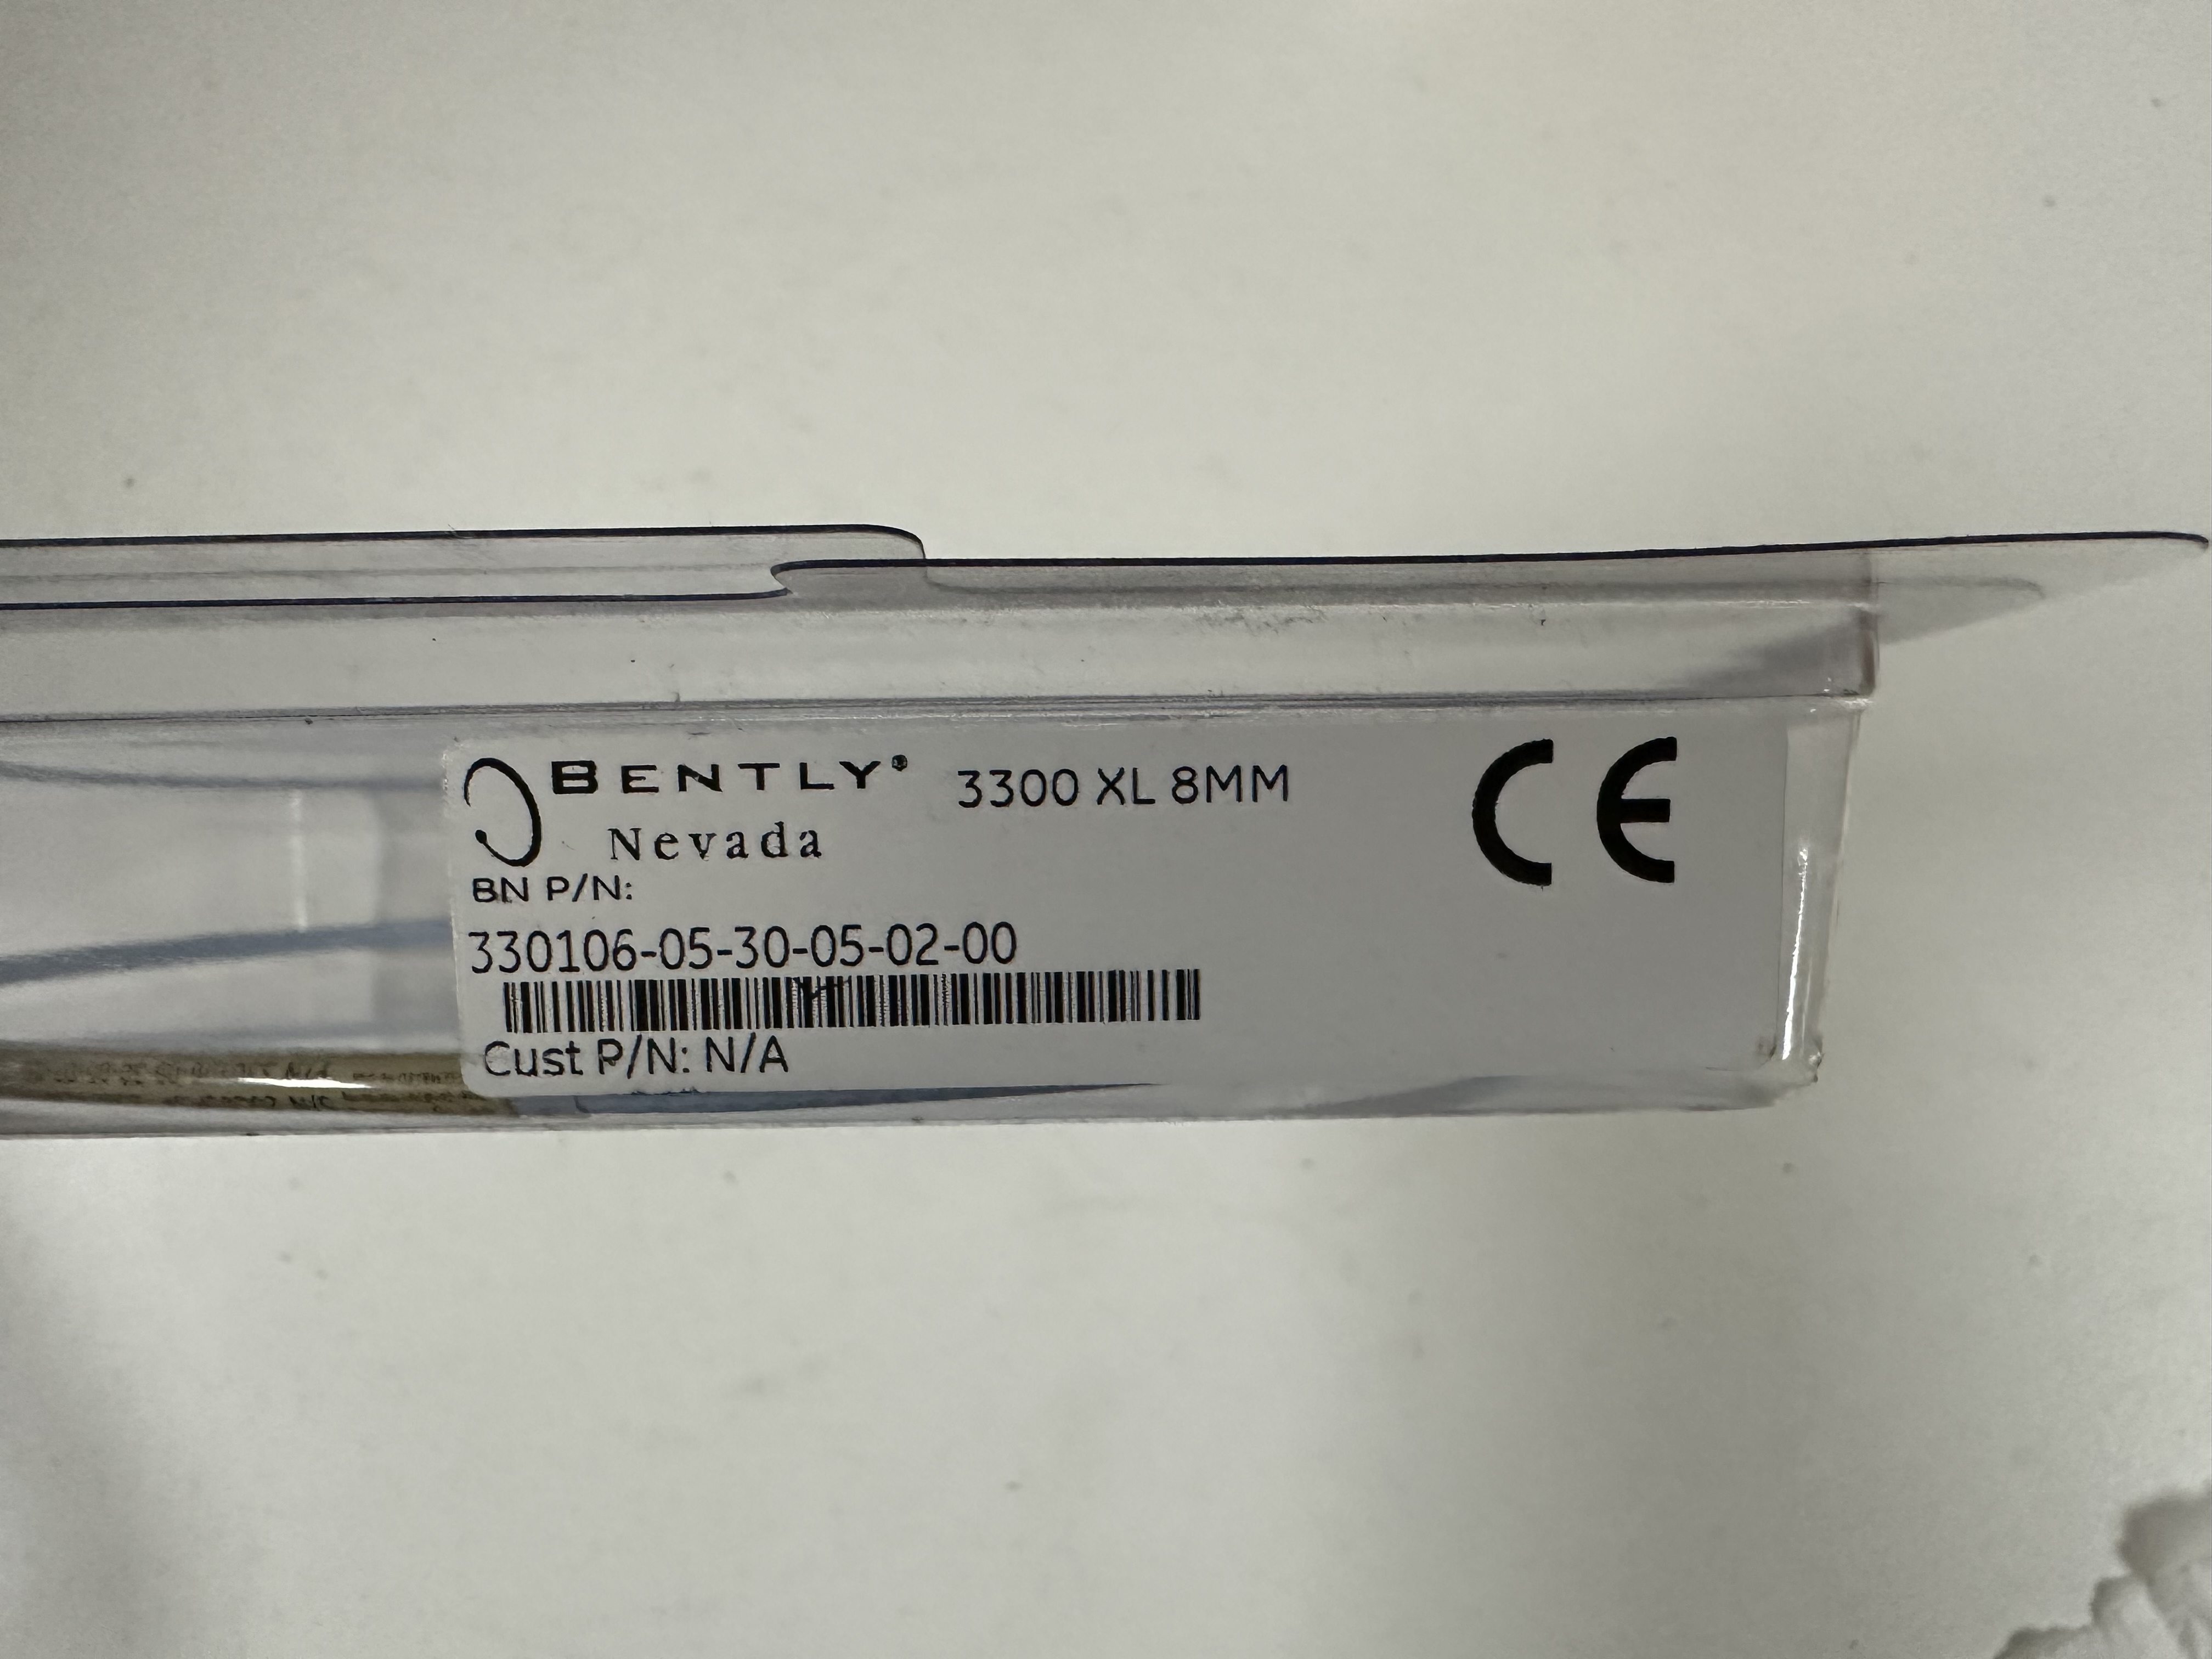 BENTLY® 3300 XL 8MM CE
Nevada
BN P/N:
330106-05-30-05-02-00
Cust P/N: N/A